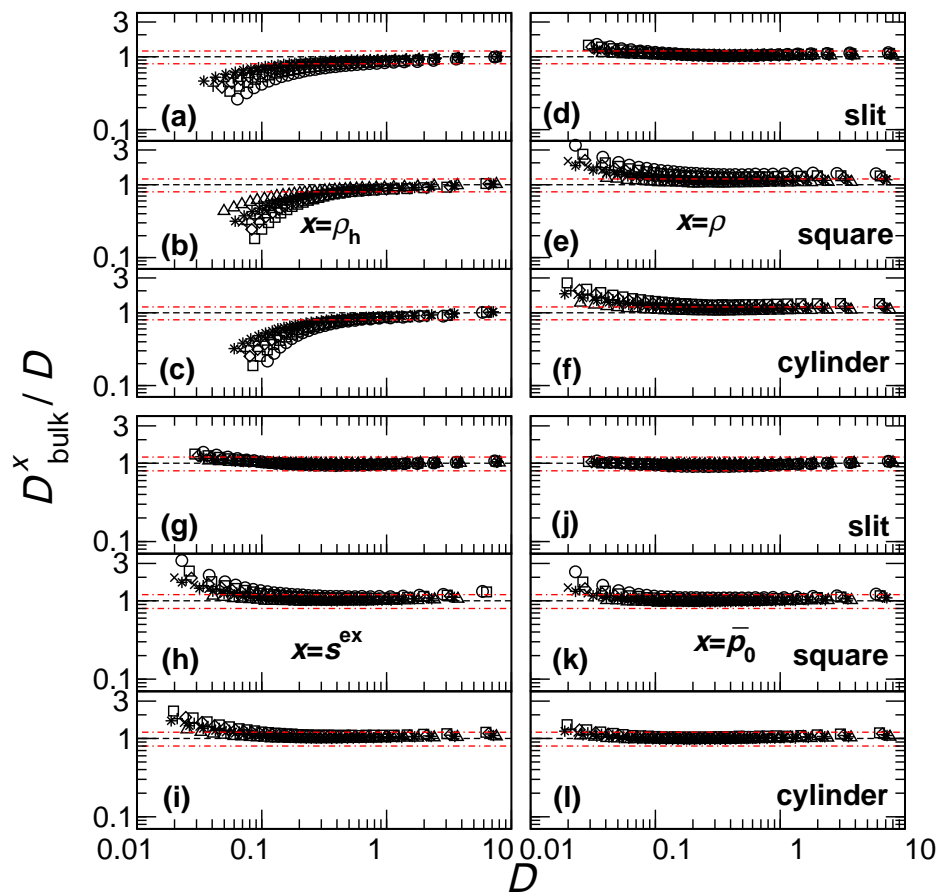 3
1
0.1
(a)
(d)
slit
3
1
0.1
(b)
x=ρh
(e)
x=ρ
square
3
1
0.1
(c)
(f)
cylinder
D^x_bulk / D
3
1
0.1
(g)
(j)
slit
3
1
0.1
(h)
x=s^ex
(k)
x=p̄0
square
3
1
0.1
(i)
(l)
cylinder
0.01 0.1 1 10 0.01 0.1 1 10
D